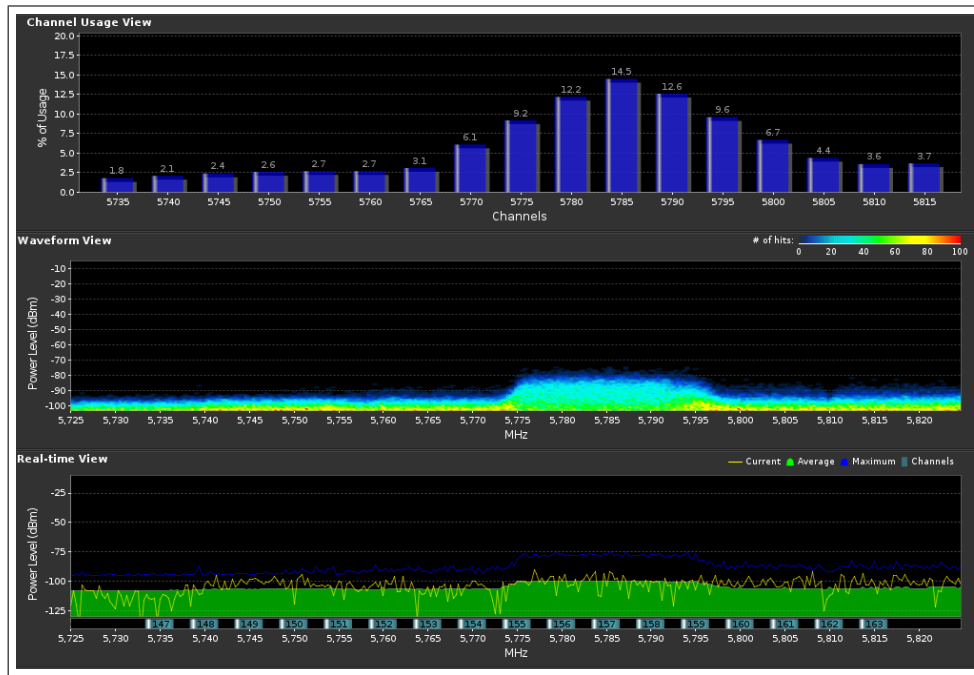 Channel Usage View
20.0
17.5
15.0
12.5
10.0
7.5
5.0
2.5
0.0
% of Usage
1.8 2.1 2.4 2.6 2.7 2.7 3.1 6.1 9.2 12.2 14.5 12.6 9.6 6.7 4.4 3.6 3.7
5735 5740 5745 5750 5755 5760 5765 5770 5775 5780 5785 5790 5795 5800 5805 5810 5815
Channels
Waveform View
# of hits:
0 20 40 60 80 100
-10
-20
-30
-40
-50
-60
-70
-80
-90
-100
Power Level (dBm)
5,725 5,730 5,735 5,740 5,745 5,750 5,755 5,760 5,765 5,770 5,775 5,780 5,785 5,790 5,795 5,800 5,805 5,810 5,815 5,820
MHz
Real-time View
Current Average Maximum Channels
-25
-50
-75
-100
-125
Power Level (dBm)
147 148 149 150 151 152 153 154 155 156 157 158 159 160 161 162 163
5,725 5,730 5,735 5,740 5,745 5,750 5,755 5,760 5,765 5,770 5,775 5,780 5,785 5,790 5,795 5,800 5,805 5,810 5,815 5,820
MHz